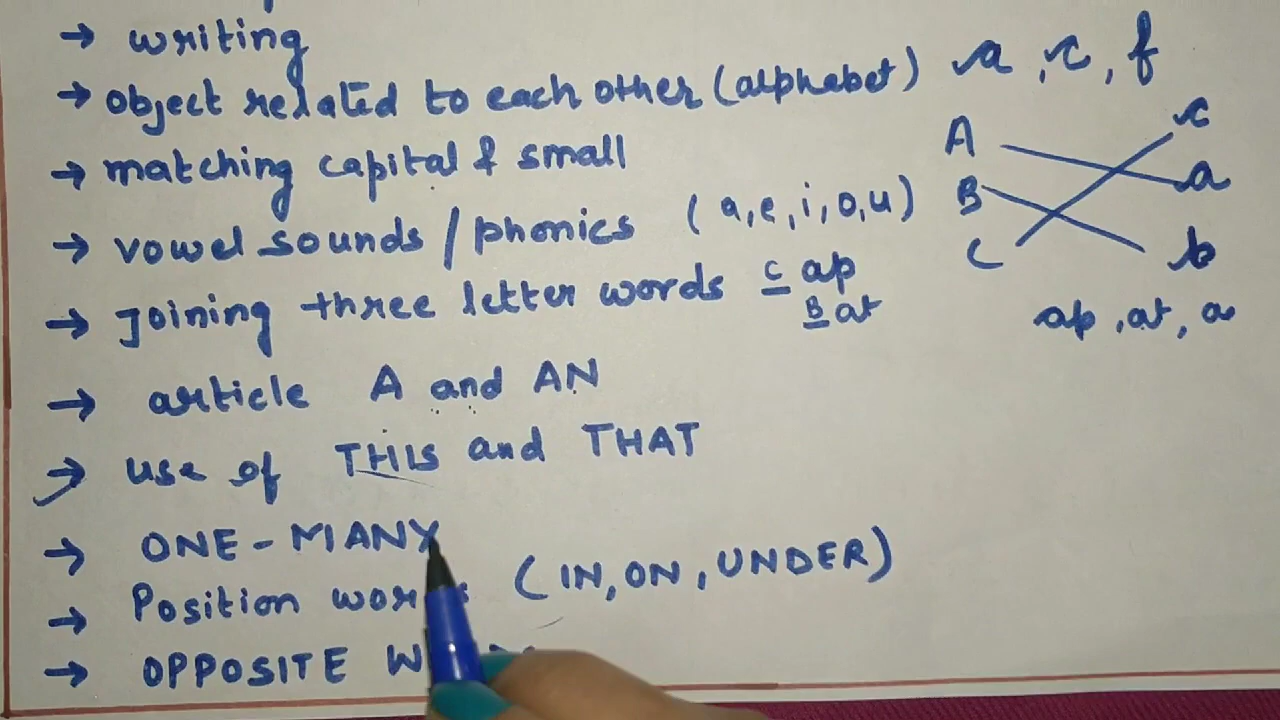 → writing
→ object related to each other (alphabet) a, c, f
→ matching capital & small
→ vowel sounds / phonics (a, e, i, o, u)
→ Joining three letter words C ap
B at
→ article A and AN
→ use of THIS and THAT
→ ONE - MANY
→ Position words (IN, ON, UNDER)
→ OPPOSITE
A c
B a
C b
ap, at, a